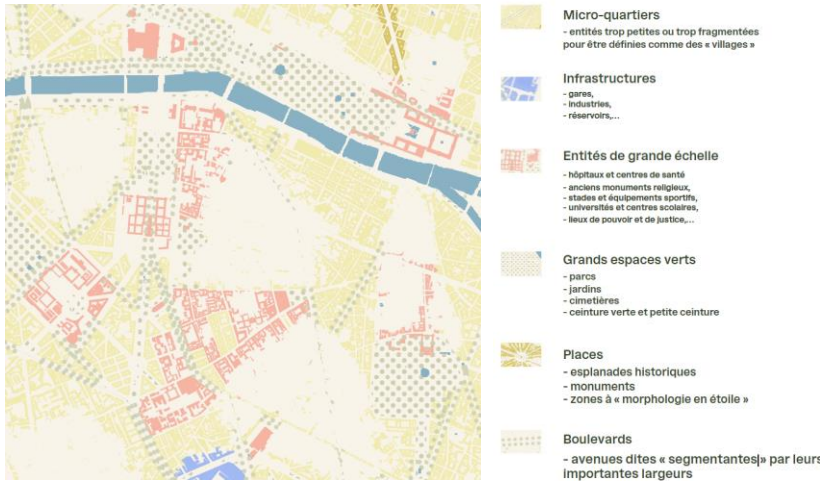 Micro-quartiers
- entités trop petites ou trop fragmentées
pour être définies comme des « villages »
Infrastructures
- gares,
- industries,
- réservoirs,...
Entités de grande échelle
- hôpitaux et centres de santé
- anciens monuments religieux,
- stades et équipements sportifs,
- universités et centres scolaires,
- lieux de pouvoir et de justice,...
Grands espaces verts
- parcs
- jardins
- cimetières
- ceinture verte et petite ceinture
Places
- esplanades historiques
- monuments
- zones à « morphologie en étoile »
Boulevards
- avenues dites « segmentantes|» par leurs
importantes largeurs